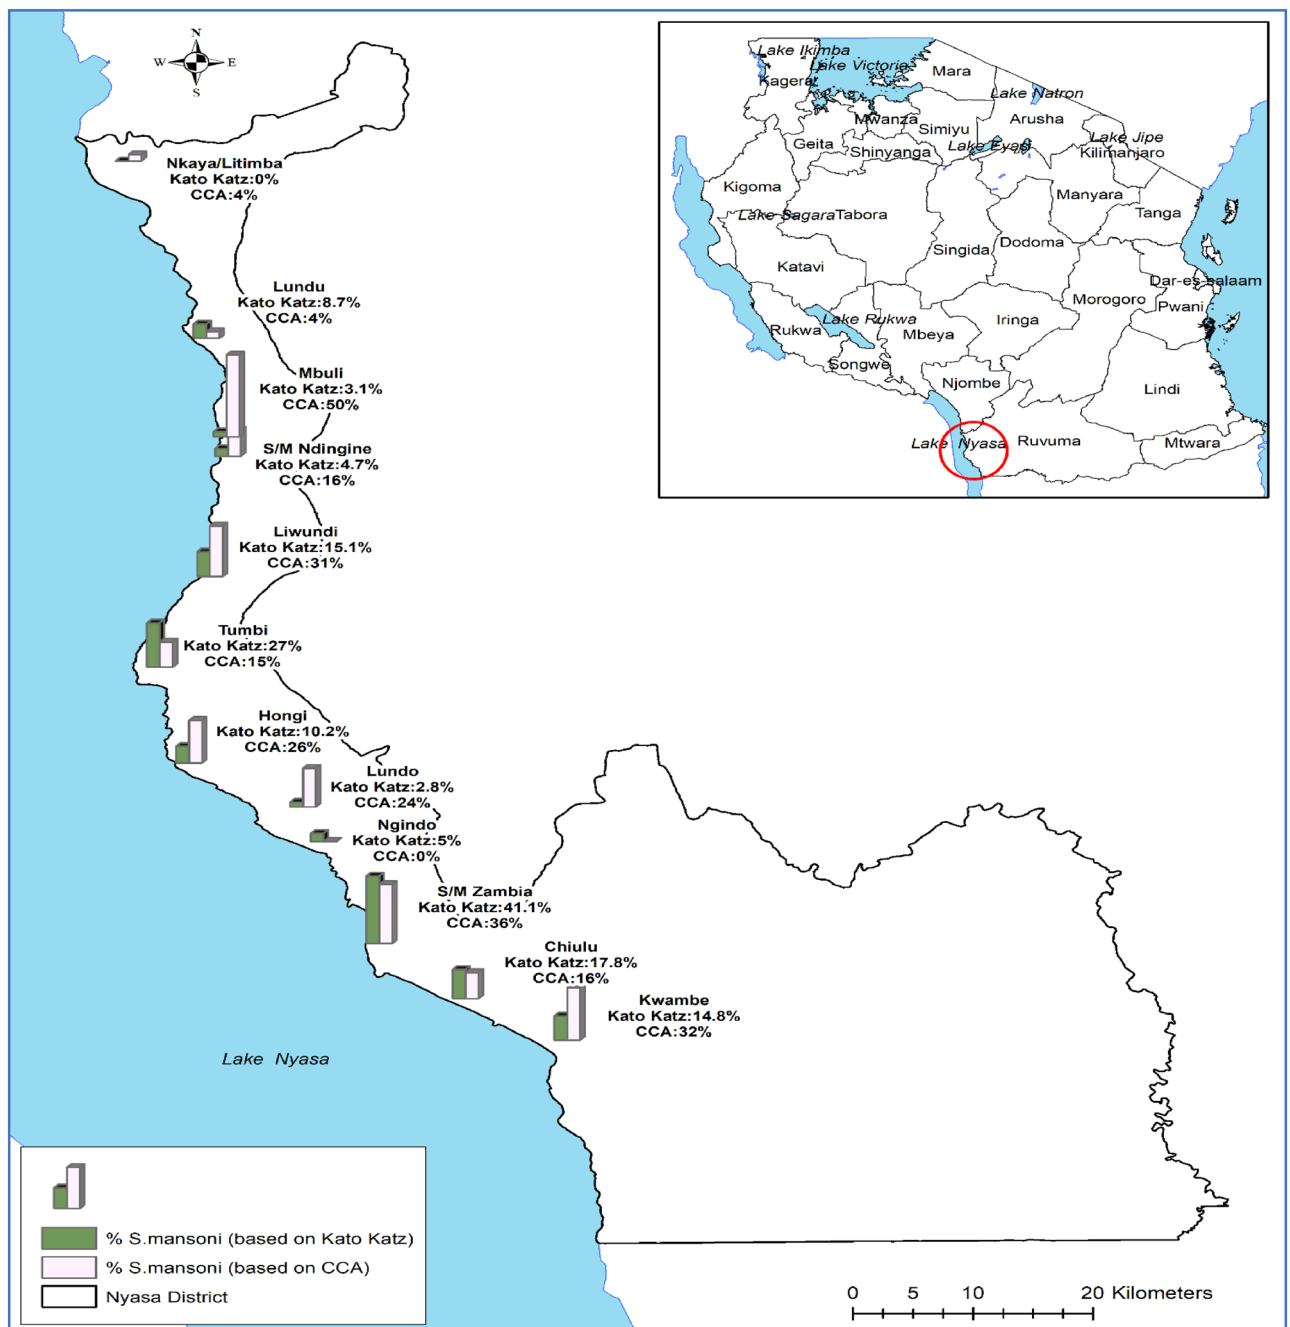 N
W
E
S
Nkaya/Litimba
Kato Katz:0%
CCA:4%
Lundu
Kato Katz:8.7%
CCA:4%
Mbuli
Kato Katz:3.1%
CCA:50%
S/M Ndingine
Kato Katz:4.7%
CCA:16%
Liwundi
Kato Katz:15.1%
CCA:31%
Tumbi
Kato Katz:27%
CCA:15%
Hongi
Kato Katz:10.2%
CCA:26%
Lundo
Kato Katz:2.8%
CCA:24%
Ngindo
Kato Katz:5%
CCA:0%
S/M Zambia
Kato Katz:41.1%
CCA:36%
Chiulu
Kato Katz:17.8%
CCA:16%
Kwambe
Kato Katz:14.8%
CCA:32%
Lake Nyasa
Lake Ikimba
Lake Victoria
Kagera
Mara
Lake Natron
Mwanza
Arusha
Simiyu
Geita
Lake Eyasi
Lake Jipe
Shinyanga
Kilimanjaro
Kigoma
Manyara
Lake Sagara
Tabora
Tanga
Singida
Dodoma
Katavi
Dar-es-salaam
Morogoro
Pwani
Lake Rukwa
Iringa
Rukwa
Mbeya
Songwe
Njombe
Lindi
Lake Nyasa
Ruvuma
Mtwara
% S.mansoni (based on Kato Katz)
% S.mansoni (based on CCA)
Nyasa District
0 5 10 20 Kilometers